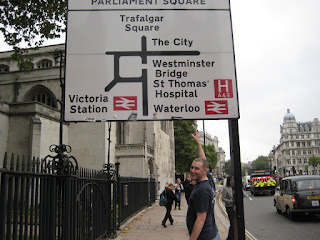 PARLIAMENT SQUARE
Trafalgar
Square
The City
Westminster
Bridge
St Thomas'
Hospital
H
A&E
Victoria
Station
Waterloo